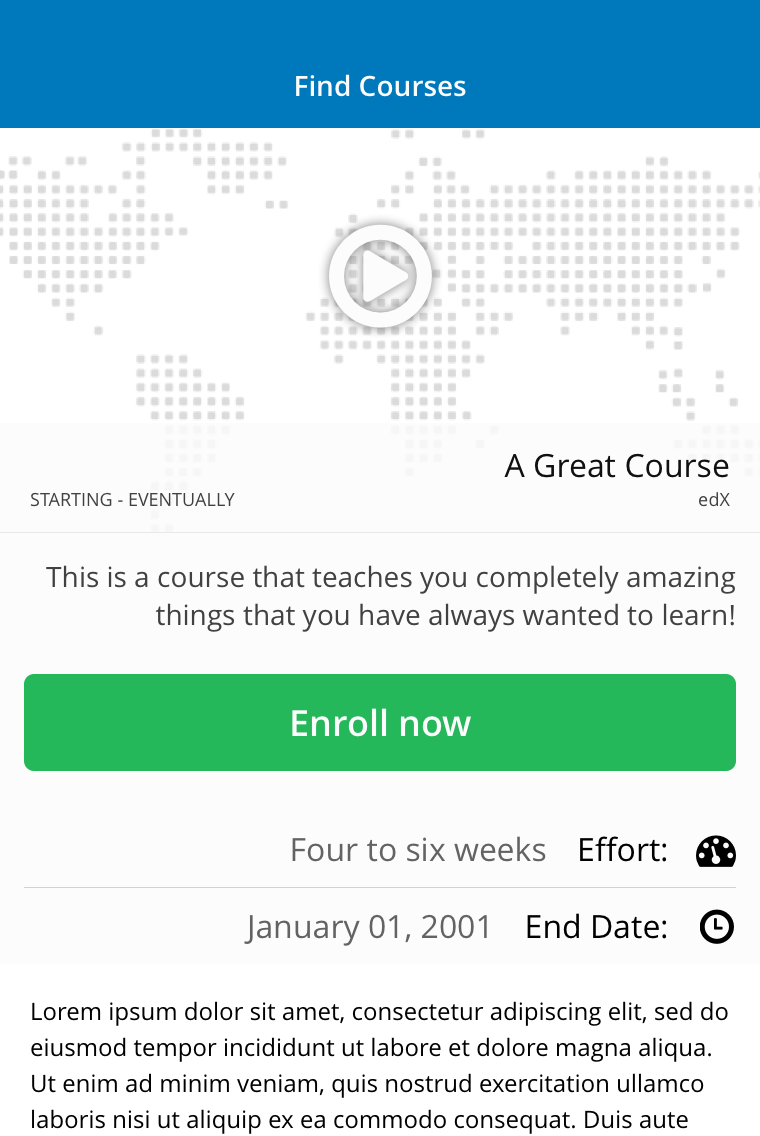 Find Courses
A Great Course
STARTING - EVENTUALLY
edX
This is a course that teaches you completely amazing
things that you have always wanted to learn!
Enroll now
Effort: Four to six weeks
End Date: January 01, 2001
Lorem ipsum dolor sit amet, consectetur adipiscing elit, sed do
eiusmod tempor incididunt ut labore et dolore magna aliqua.
Ut enim ad minim veniam, quis nostrud exercitation ullamco
laboris nisi ut aliquip ex ea commodo consequat. Duis aute